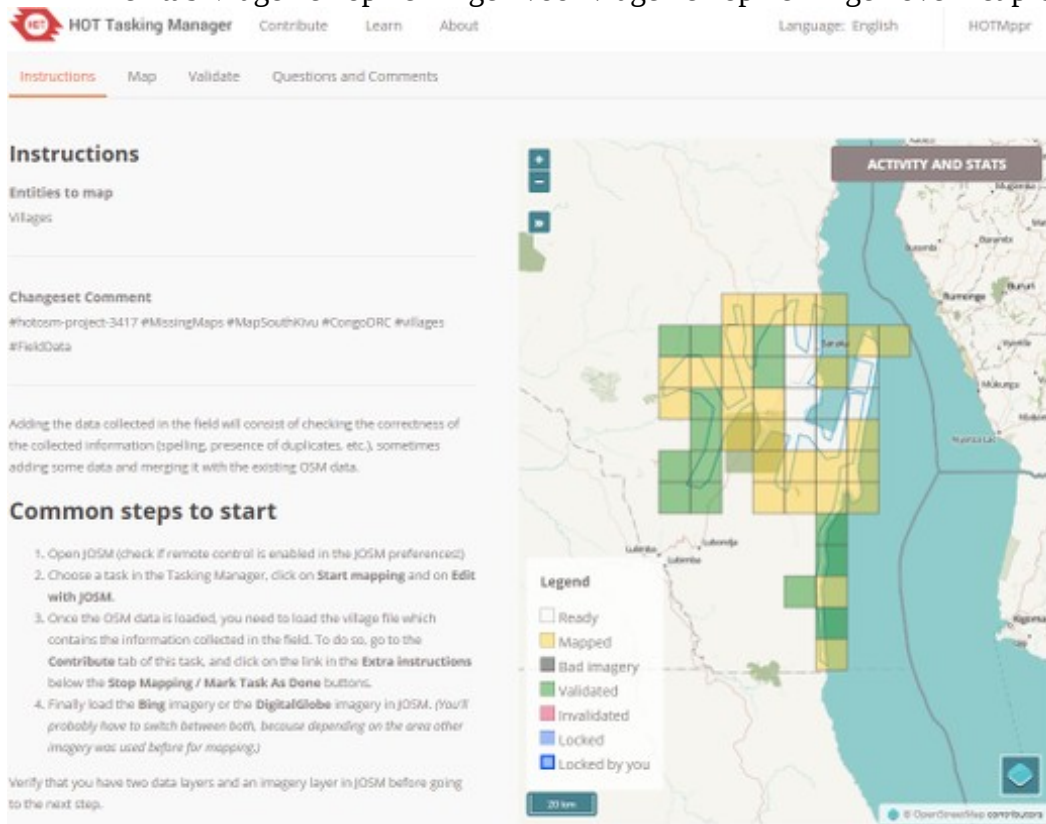 HOT Tasking Manager Contribute Learn About Language: English HOTMppr
Instructions Map Validate Questions and Comments
Instructions
Entities to map
Villages
Changeset Comment
#hotosm-project-3417 #MissingMaps #MapSouthKivu #CongoDRC #villages
#FieldData
Adding the data collected in the field will consist of checking the correctness of
the collected information (spelling, presence of duplicates, etc.), sometimes
adding some data and merging it with the existing OSM data.
Common steps to start
1. Open JOSM (check if remote control is enabled in the JOSM preferences!)
2. Choose a task in the Tasking Manager, click on Start mapping and on Edit
with JOSM.
3. Once the OSM data is loaded, you need to load the village file which
contains the information collected in the field. To do so, go to the
Contribute tab of this task, and click on the link in the Extra instructions
below the Stop Mapping / Mark Task As Done buttons.
4. Finally load the Bing imagery or the DigitalGlobe imagery in JOSM. (You'll
probably have to switch between both, because depending on the area other
imagery was used before for mapping.)
Verify that you have two data layers and an imagery layer in JOSM before going
to the next step.
ACTIVITY AND STATS
Baraka
Bururi
Rumonge
Nyanza-Lac
Lulimba
Lubondja
Legend
Ready
Mapped
Bad imagery
Validated
Invalidated
Locked
Locked by you
20 km
© OpenStreetMap contributors